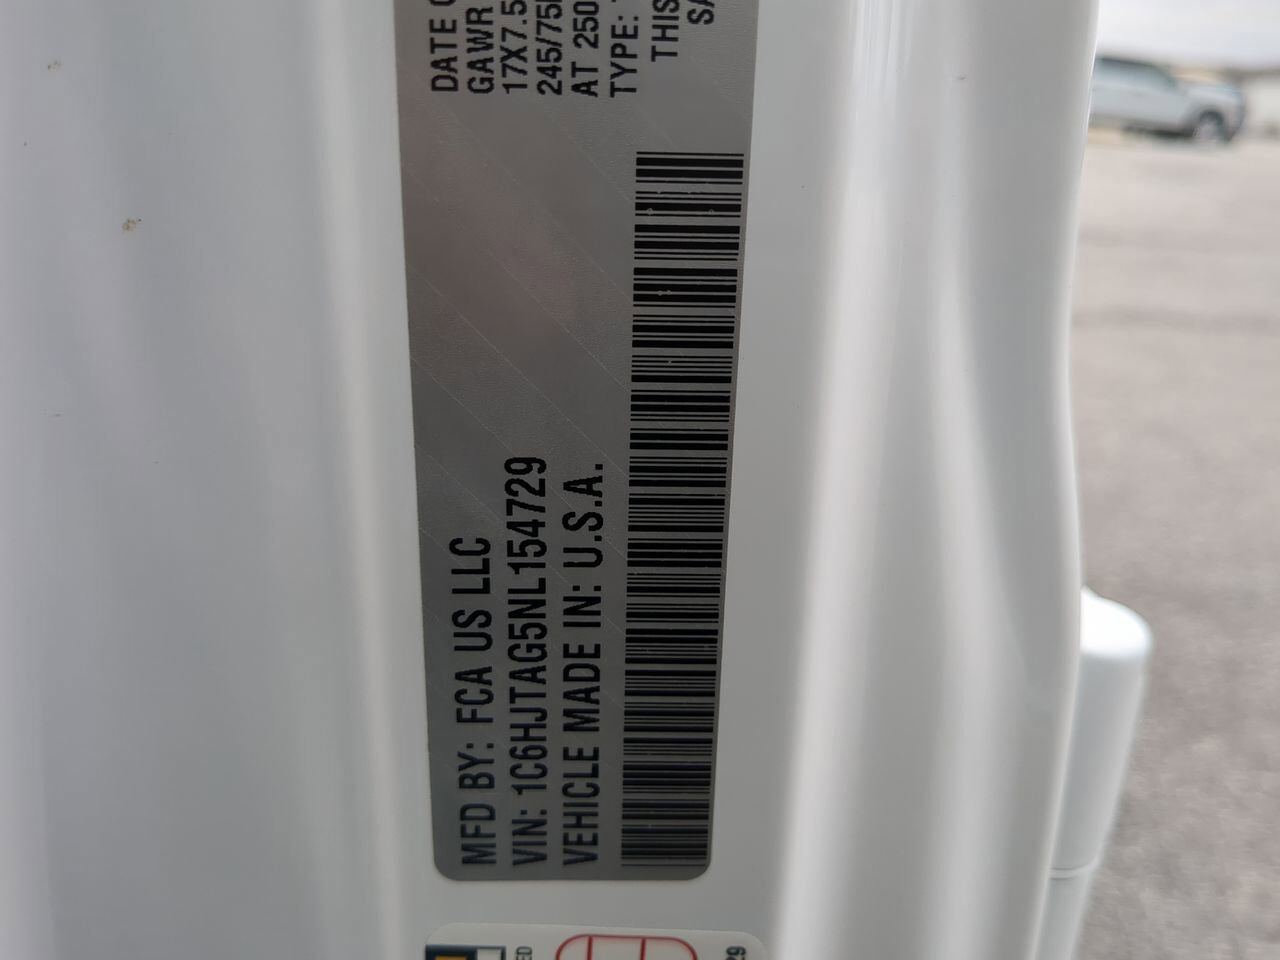 MFD BY: FCA US LLC
VIN: 1C6HJTAG5NL154729
VEHICLE MADE IN: U.S.A.
DATE
GAWR
17X7.5
245/75
AT 250
TYPE:
THIS
29